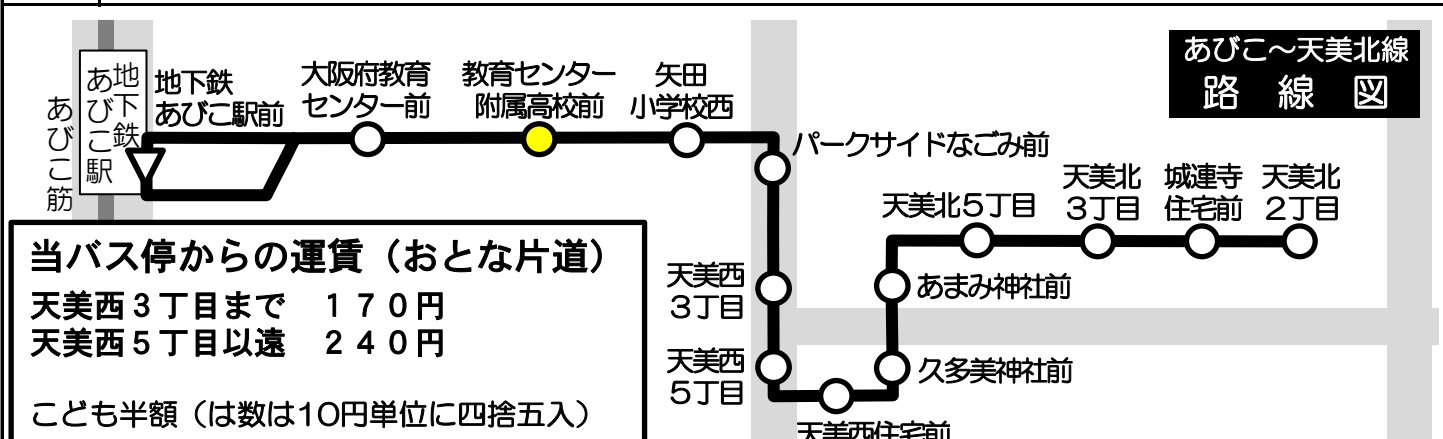 あびこ～天美北線
路線図
あびこ筋
地下鉄
あびこ駅
地下鉄
あびこ駅前
大阪府教育
センター前
教育センター
附属高校前
矢田
小学校西
パークサイドなごみ前
天美西
3丁目
天美西
5丁目
天美西住宅前
久多美神社前
あまみ神社前
天美北5丁目
天美北
3丁目
城連寺
住宅前
天美北
2丁目
当バス停からの運賃（おとな片道）
天美西３丁目まで　１７０円
天美西５丁目以遠　２４０円
こども半額（は数は10円単位に四捨五入）